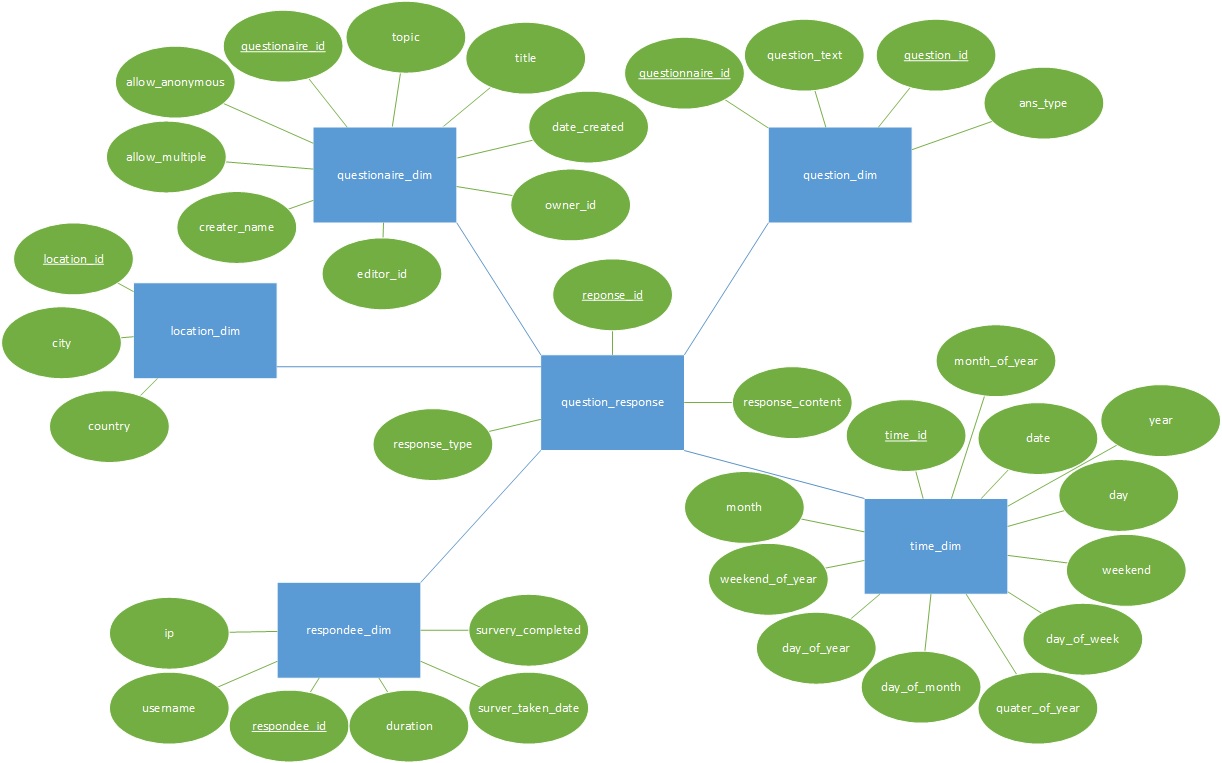 topic
questionaire_id
title
question_text
question_id
questionnaire_id
allow_anonymous
ans_type
date_created
allow_multiple
questionaire_dim
question_dim
owner_id
creater_name
location_id
editor_id
reponse_id
location_dim
city
month_of_year
question_response
response_content
country
year
time_id
date
response_type
day
month
time_dim
weekend
weekend_of_year
ip
respondee_dim
survery_completed
day_of_week
day_of_year
day_of_month
username
surver_taken_date
quater_of_year
respondee_id
duration